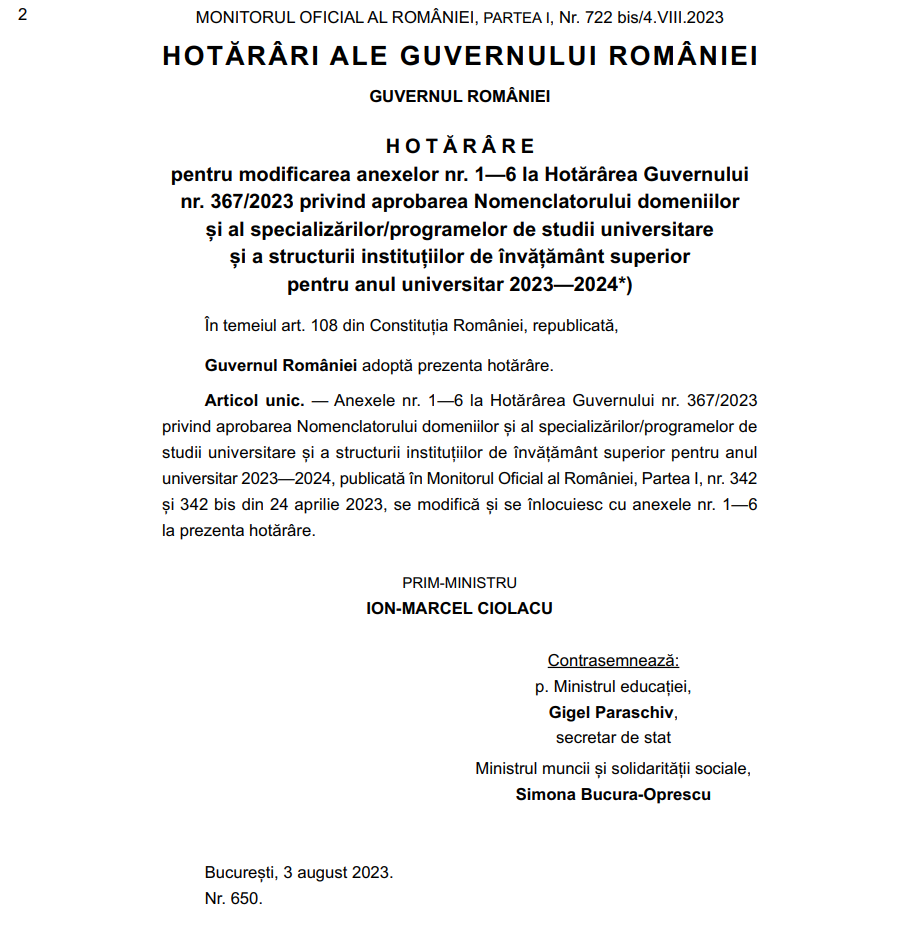 2
MONITORUL OFICIAL AL ROMÂNIEI, PARTEA I, Nr. 722 bis/4.VIII.2023
HOTĂRÂRI ALE GUVERNULUI ROMÂNIEI
GUVERNUL ROMÂNIEI
HOTĂRÂRE
pentru modificarea anexelor nr. 1—6 la Hotărârea Guvernului
nr. 367/2023 privind aprobarea Nomenclatorului domeniilor
și al specializărilor/programelor de studii universitare
și a structurii instituțiilor de învățământ superior
pentru anul universitar 2023—2024*)
În temeiul art. 108 din Constituția României, republicată,
Guvernul României adoptă prezenta hotărâre.
Articol unic. — Anexele nr. 1—6 la Hotărârea Guvernului nr. 367/2023
privind aprobarea Nomenclatorului domeniilor și al specializărilor/programelor de
studii universitare și a structurii instituțiilor de învățământ superior pentru anul
universitar 2023—2024, publicată în Monitorul Oficial al României, Partea I, nr. 342
și 342 bis din 24 aprilie 2023, se modifică și se înlocuiesc cu anexele nr. 1—6
la prezenta hotărâre.
PRIM-MINISTRU
ION-MARCEL CIOLACU
Contrasemnează:
p. Ministrul educației,
Gigel Paraschiv,
secretar de stat
Ministrul muncii și solidarității sociale,
Simona Bucura-Oprescu
București, 3 august 2023.
Nr. 650.